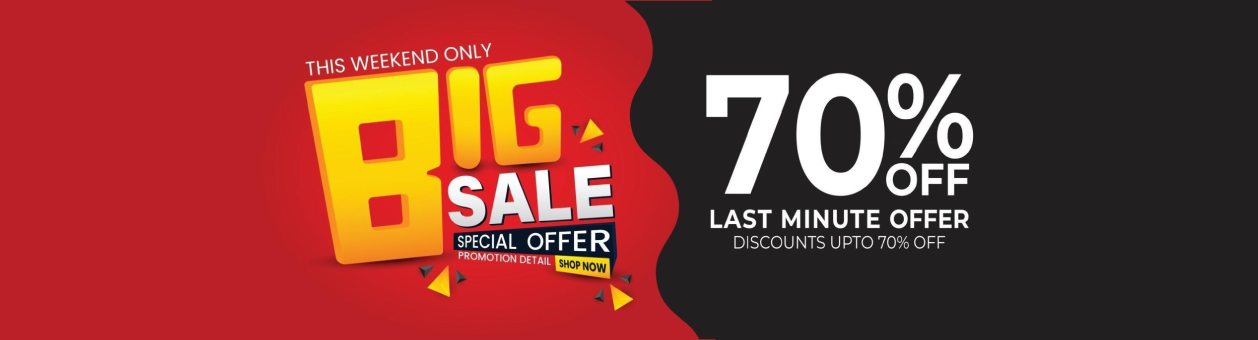 THIS WEEKEND ONLY
BIG
SALE
SPECIAL OFFER
PROMOTION DETAIL SHOP NOW
70%
OFF
LAST MINUTE OFFER
DISCOUNTS UPTO 70% OFF